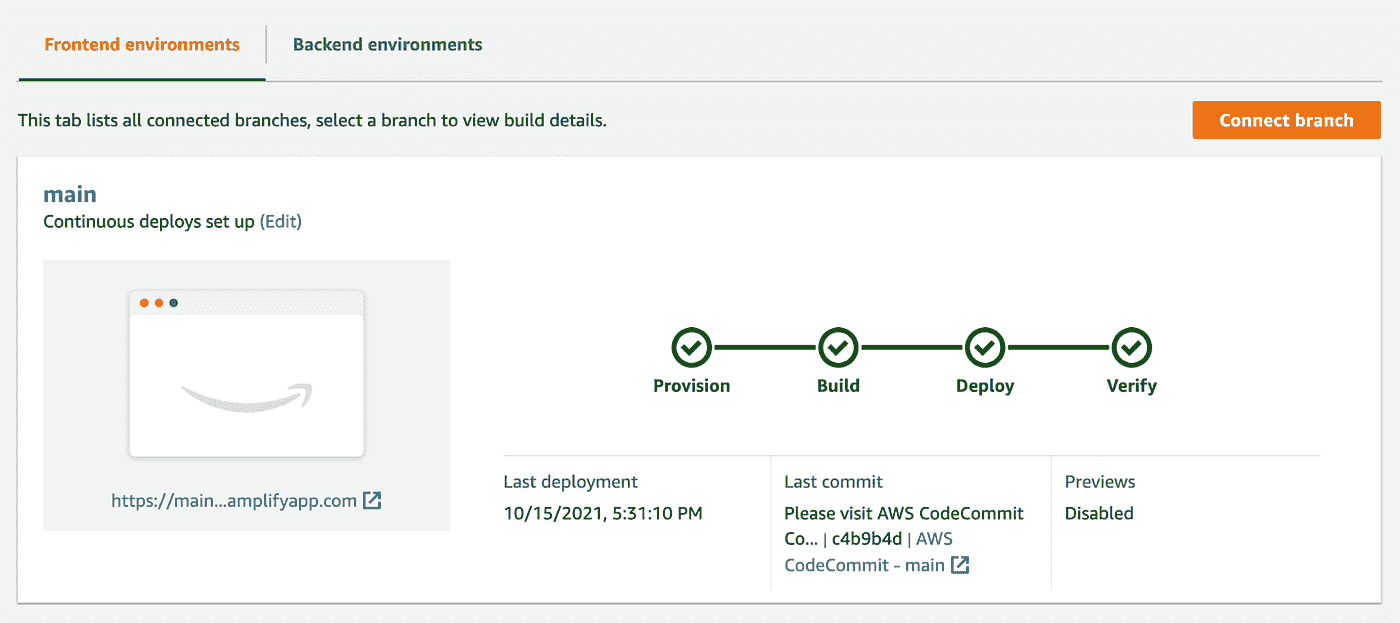 Frontend environments
Backend environments
This tab lists all connected branches, select a branch to view build details.
Connect branch
main
Continuous deploys set up (Edit)
https://main...amplifyapp.com
Provision
Build
Deploy
Verify
Last deployment
10/15/2021, 5:31:10 PM
Last commit
Please visit AWS CodeCommit
Co... | c4b9b4d | AWS
CodeCommit - main
Previews
Disabled